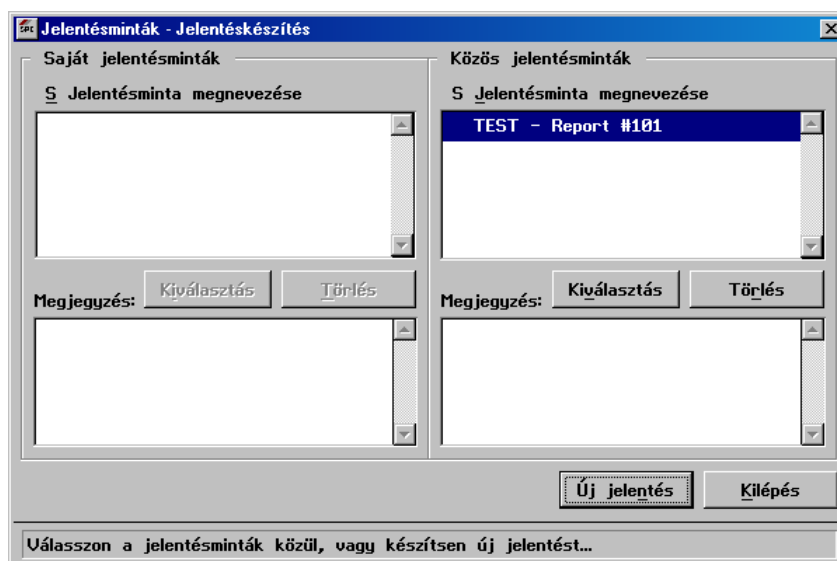 Jelentésminták - Jelentéskészítés
Saját jelentésminták
S Jelentésminta megnevezése
Kiválasztás
Törlés
Megjegyzés:
Közös jelentésminták
S Jelentésminta megnevezése
TEST - Report #101
Kiválasztás
Törlés
Megjegyzés:
Új jelentés
Kilépés
Válasszon a jelentésminták közül, vagy készítsen új jelentést...